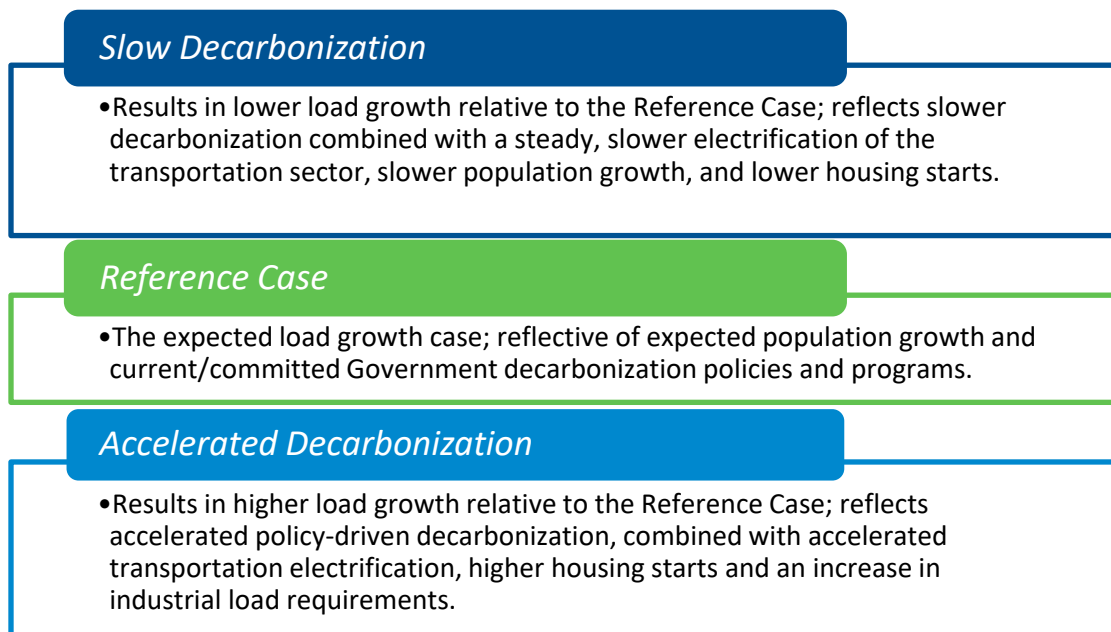 Slow Decarbonization
•Results in lower load growth relative to the Reference Case; reflects slower
decarbonization combined with a steady, slower electrification of the
transportation sector, slower population growth, and lower housing starts.
Reference Case
•The expected load growth case; reflective of expected population growth and
current/committed Government decarbonization policies and programs.
Accelerated Decarbonization
•Results in higher load growth relative to the Reference Case; reflects
accelerated policy-driven decarbonization, combined with accelerated
transportation electrification, higher housing starts and an increase in
industrial load requirements.